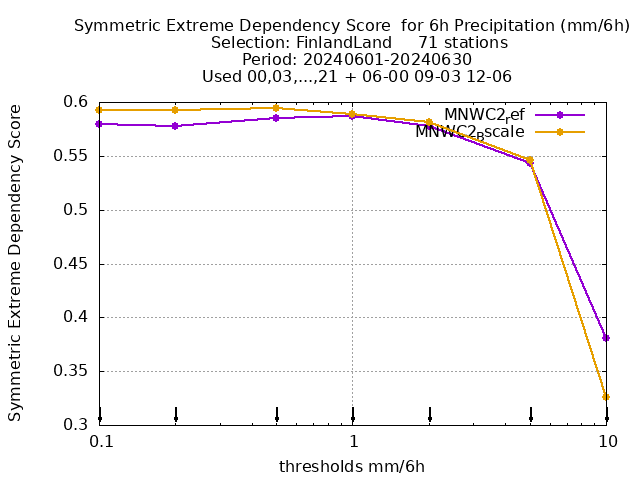 Symmetric Extreme Dependency Score  for 6h Precipitation (mm/6h)
Selection: FinlandLand     71 stations
Period: 20240601-20240630
Used 00,03,...,21 + 06-00 09-03 12-06
Symmetric Extreme Dependency Score
0.6
0.55
0.5
0.45
0.4
0.35
0.3
MNWC2ref
MNWC2Bscale
0.1 1 10
thresholds mm/6h